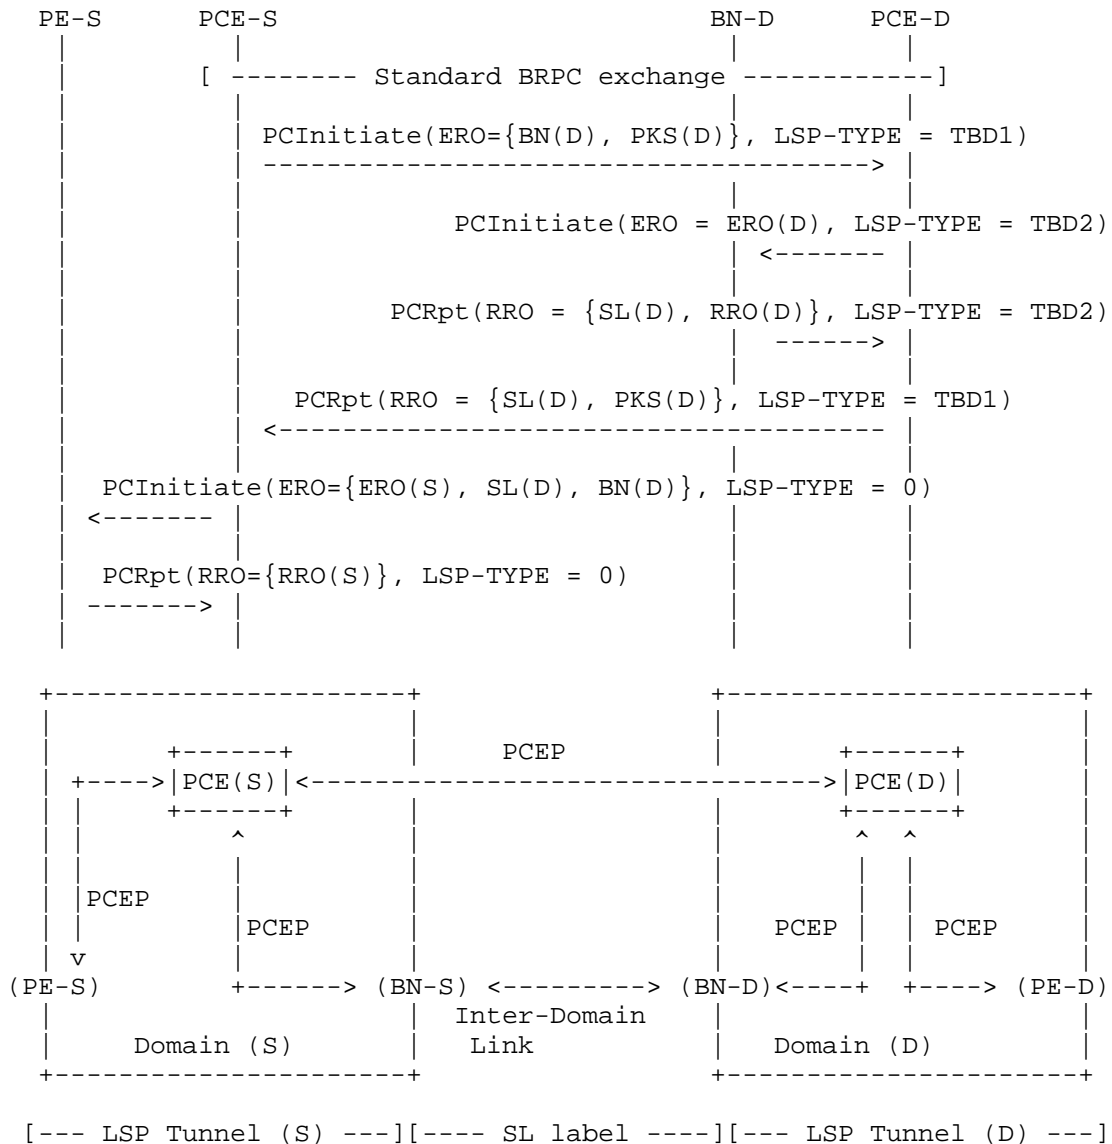 PE-S PCE-S BN-D PCE-D
[ -------- Standard BRPC exchange ------------]
PCInitiate(ERO={BN(D), PKS(D)}, LSP-TYPE = TBD1)
PCInitiate(ERO = ERO(D), LSP-TYPE = TBD2)
PCRpt(RRO = {SL(D), RRO(D)}, LSP-TYPE = TBD2)
PCRpt(RRO = {SL(D), PKS(D)}, LSP-TYPE = TBD1)
PCInitiate(ERO={ERO(S), SL(D), BN(D)}, LSP-TYPE = 0)
PCRpt(RRO={RRO(S)}, LSP-TYPE = 0)
PCEP
PCE(S) PCE(D)
PCEP
PCEP PCEP PCEP
v
(PE-S) (BN-S) (BN-D) (PE-D)
Inter-Domain
Domain (S) Link Domain (D)
[--- LSP Tunnel (S) ---][---- SL label ----][--- LSP Tunnel (D) ---]